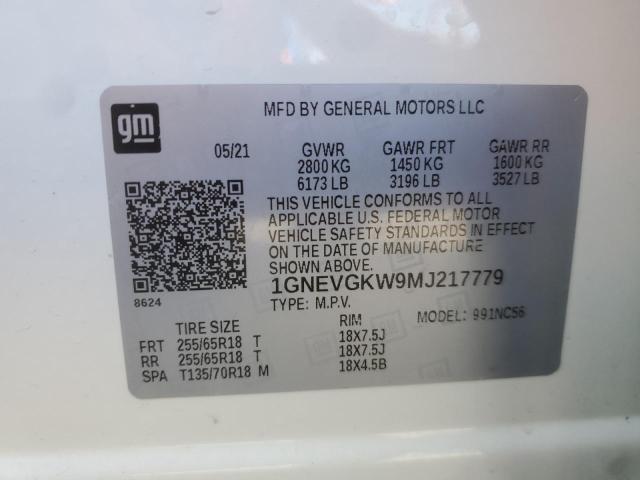 gm
MFD BY GENERAL MOTORS LLC
05/21 GVWR GAWR FRT GAWR RR
2800 KG 1450 KG 1600 KG
6173 LB 3196 LB 3527 LB
THIS VEHICLE CONFORMS TO ALL
APPLICABLE U.S. FEDERAL MOTOR
VEHICLE SAFETY STANDARDS IN EFFECT
ON THE DATE OF MANUFACTURE
SHOWN ABOVE.
1GNEVGKW9MJ217779
8624
TYPE: M.P.V. MODEL: 991NC56
TIRE SIZE RIM
FRT 255/65R18 T 18X7.5J
RR 255/65R18 T 18X7.5J
SPA T135/70R18 M 18X4.5B